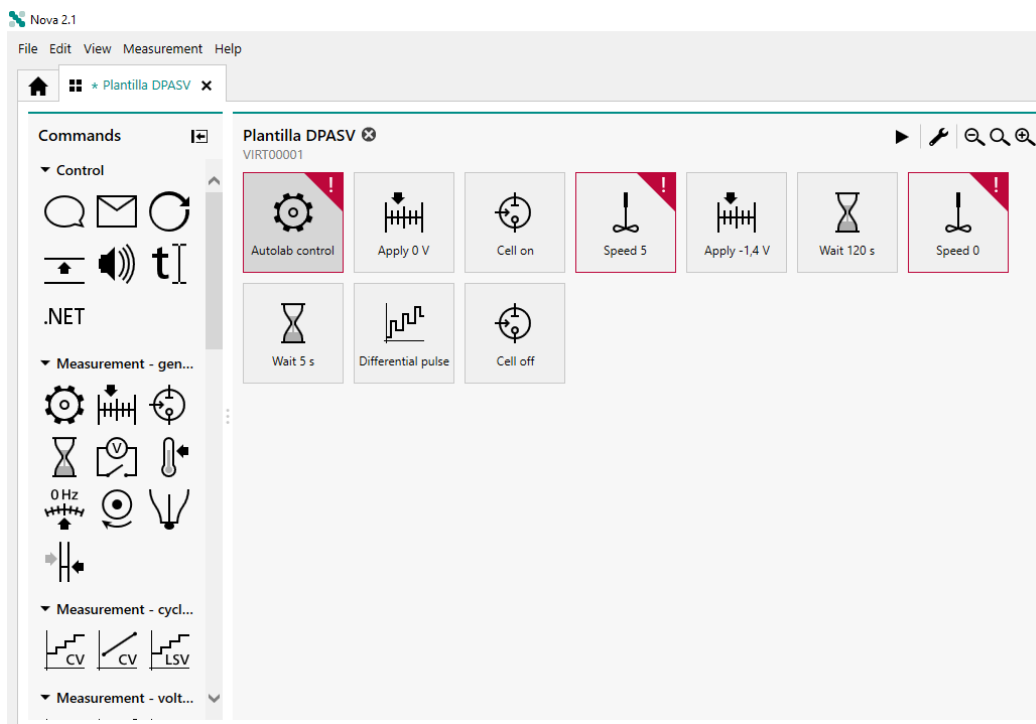 Nova 2.1
File Edit View Measurement Help
* Plantilla DPASV
Commands
Control
t
.NET
Measurement - gen...
V
0 Hz
Measurement - cycl...
CV CV LSV
Measurement - volt...
Plantilla DPASV
VIRT00001
! ! !
Autolab control Apply 0 V Cell on Speed 5 Apply -1,4 V Wait 120 s Speed 0
Wait 5 s Differential pulse Cell off